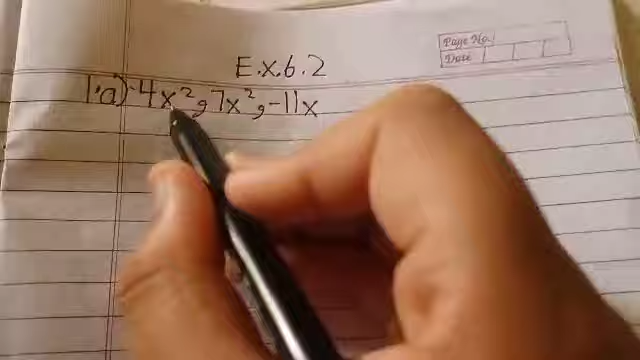 Page No.
Date
Ex.6.2
1.a) -4x², 7x², -11x